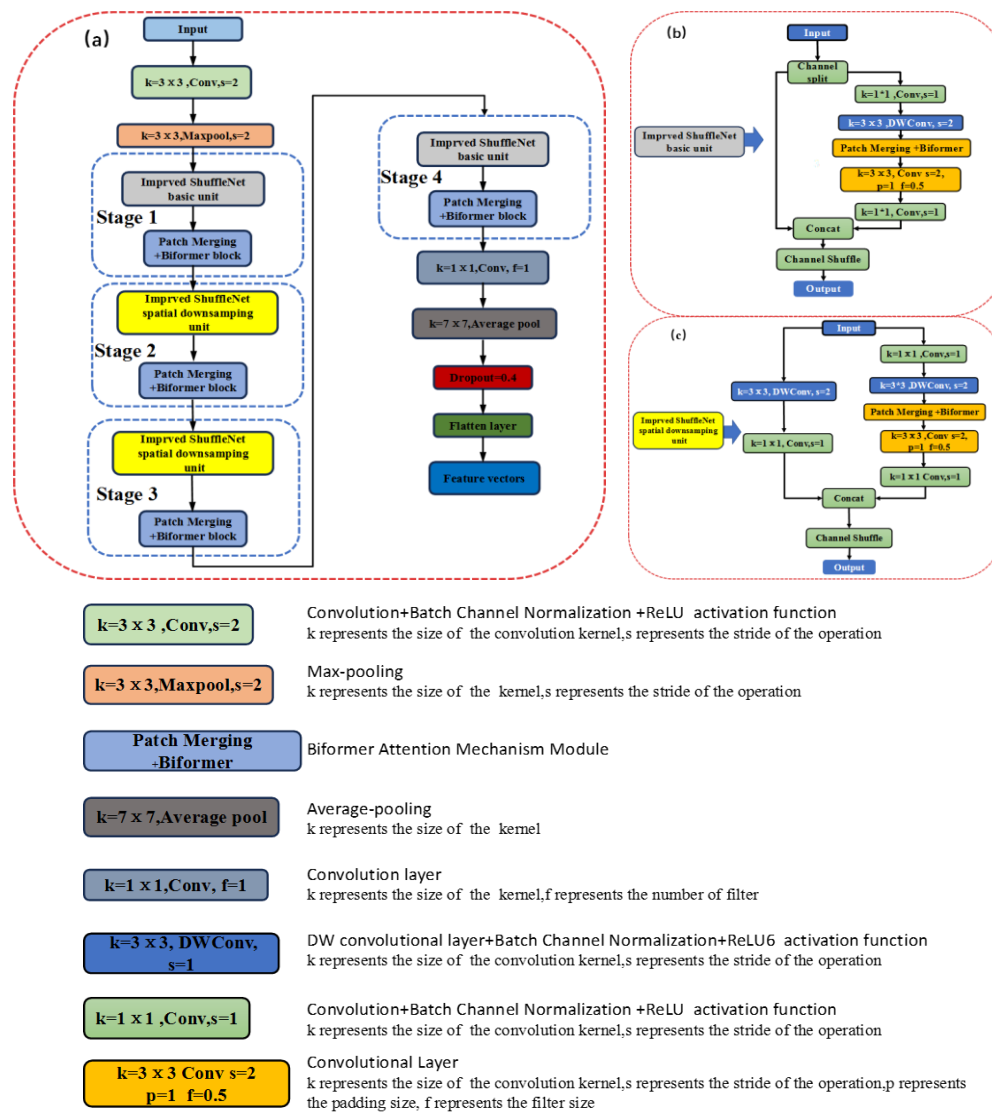 (a)
Input
k=3 x 3 ,Conv,s=2
k=3 x 3,Maxpool,s=2
Imprved ShuffleNet
basic unit
Stage 1
Patch Merging
+Biformer block
Imprved ShuffleNet
spatial downsamping
unit
Stage 2
Patch Merging
+Biformer block
Imprved ShuffleNet
spatial downsamping
unit
Stage 3
Patch Merging
+Biformer block
Imprved ShuffleNet
basic unit
Stage 4
Patch Merging
+Biformer block
k=1 x 1,Conv, f=1
k=7 x 7,Average pool
Dropout=0.4
Flatten layer
Feature vectors
(b)
Input
Channel
split
k=1*1 ,Conv,s=1
k=3 x 3 ,DWConv, s=2
Imprved ShuffleNet
basic unit
Patch Merging +Biformer
k=3 x 3, Conv s=2,
p=1 f=0.5
k=1*1, Conv,s=1
Concat
Channel Shuffle
Output
(c)
Input
k=1 x 1 ,Conv,s=1
k=3 x 3, DWConv, s=2
k=3*3 ,DWConv, s=2
Patch Merging +Biformer
Imprved ShuffleNet
spatial downsamping
unit
k=1 x 1, Conv,s=1
k=3 x 3 ,Conv s=2,
p=1 f=0.5
k=1 x 1 Conv,s=1
Concat
Channel Shuffle
Output
k=3 x 3 ,Conv,s=2
Convolution+Batch Channel Normalization +ReLU activation function
k represents the size of the convolution kernel,s represents the stride of the operation
k=3 x 3,Maxpool,s=2
Max-pooling
k represents the size of the kernel,s represents the stride of the operation
Patch Merging
+Biformer
Biformer Attention Mechanism Module
k=7 x 7,Average pool
Average-pooling
k represents the size of the kernel
k=1 x 1,Conv, f=1
Convolution layer
k represents the size of the kernel,f represents the number of filter
k=3 x 3, DWConv,
s=1
DW convolutional layer+Batch Channel Normalization+ReLU6 activation function
k represents the size of the convolution kernel,s represents the stride of the operation
k=1 x 1 ,Conv,s=1
Convolution+Batch Channel Normalization +ReLU activation function
k represents the size of the convolution kernel,s represents the stride of the operation
k=3 x 3 Conv s=2
p=1 f=0.5
Convolutional Layer
k represents the size of the convolution kernel,s represents the stride of the operation,p represents
the padding size, f represents the filter size